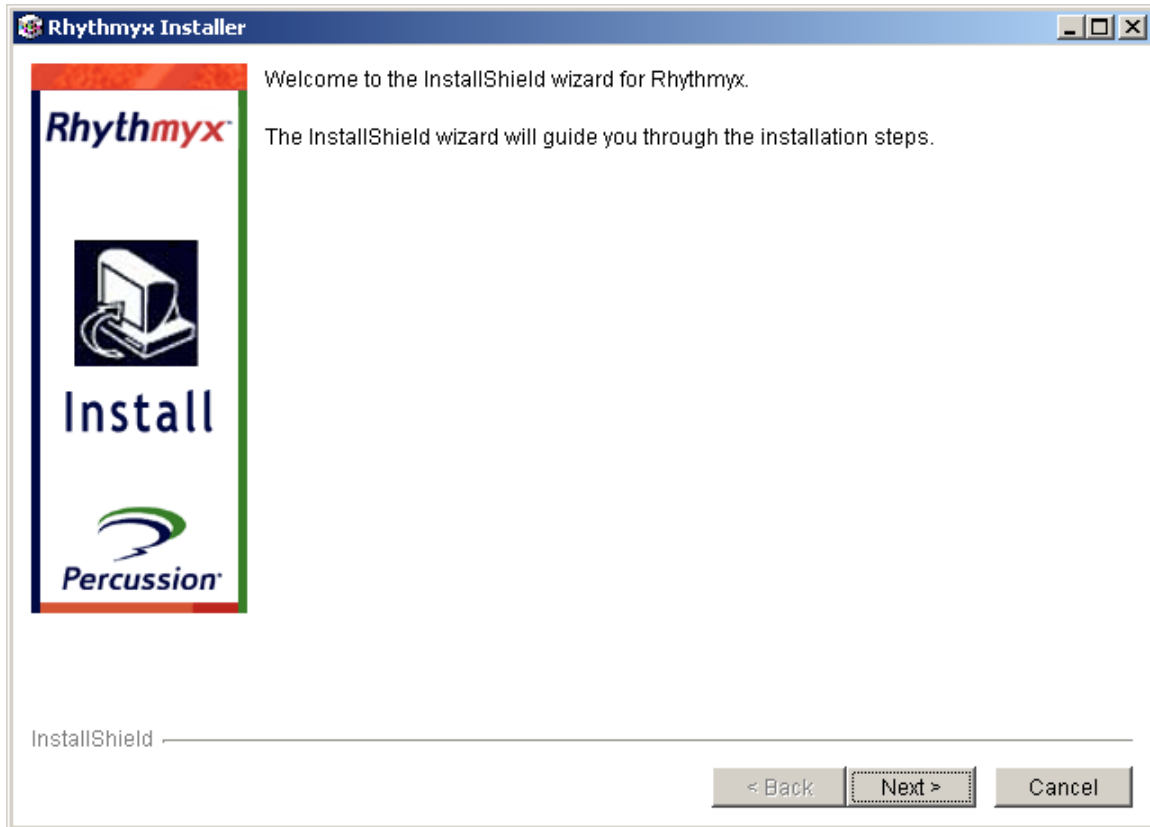 Rhythmyx Installer
Welcome to the InstallShield wizard for Rhythmyx.
The InstallShield wizard will guide you through the installation steps.
Rhythmyx
Install
Percussion
InstallShield
< Back
Next >
Cancel